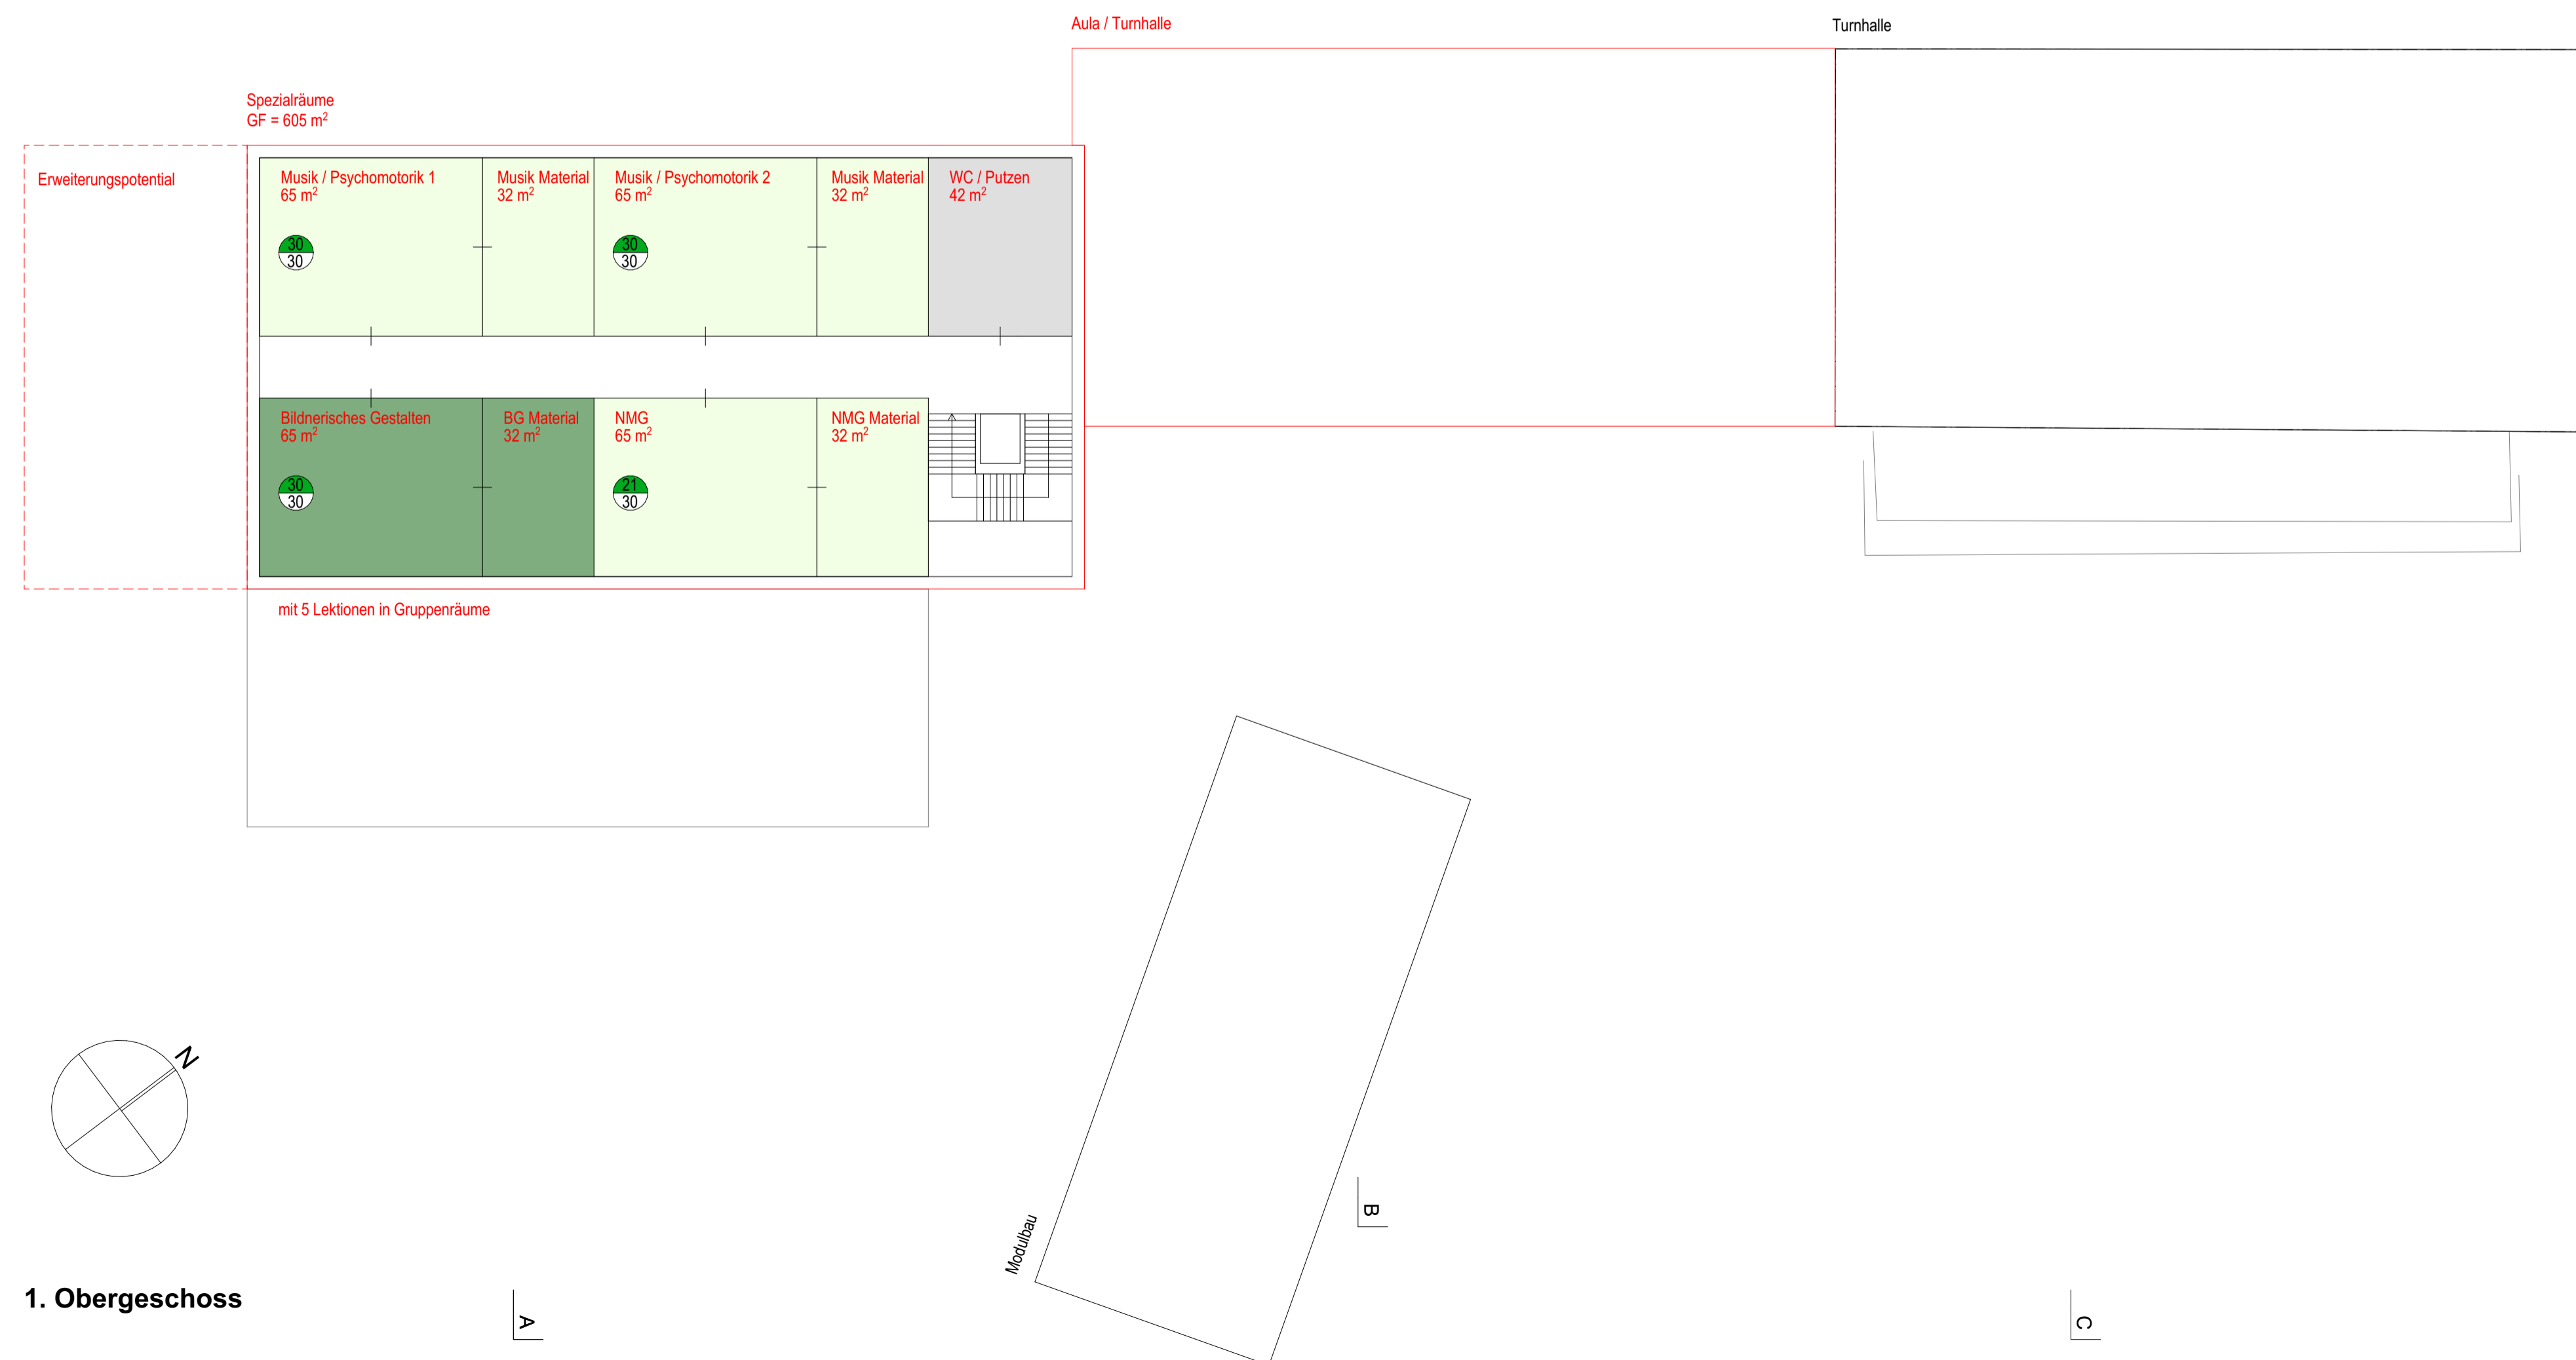 Aula / Turnhalle
Turnhalle
Spezialräume
GF = 605 m²
Erweiterungspotential
Musik / Psychomotorik 1
65 m²
30
30
Musik Material
32 m²
Musik / Psychomotorik 2
65 m²
30
30
Musik Material
32 m²
WC / Putzen
42 m²
Bildnerisches Gestalten
65 m²
30
30
BG Material
32 m²
NMG
65 m²
21
30
NMG Material
32 m²
mit 5 Lektionen in Gruppenräume
N
Modulbau
B
1. Obergeschoss
A
C